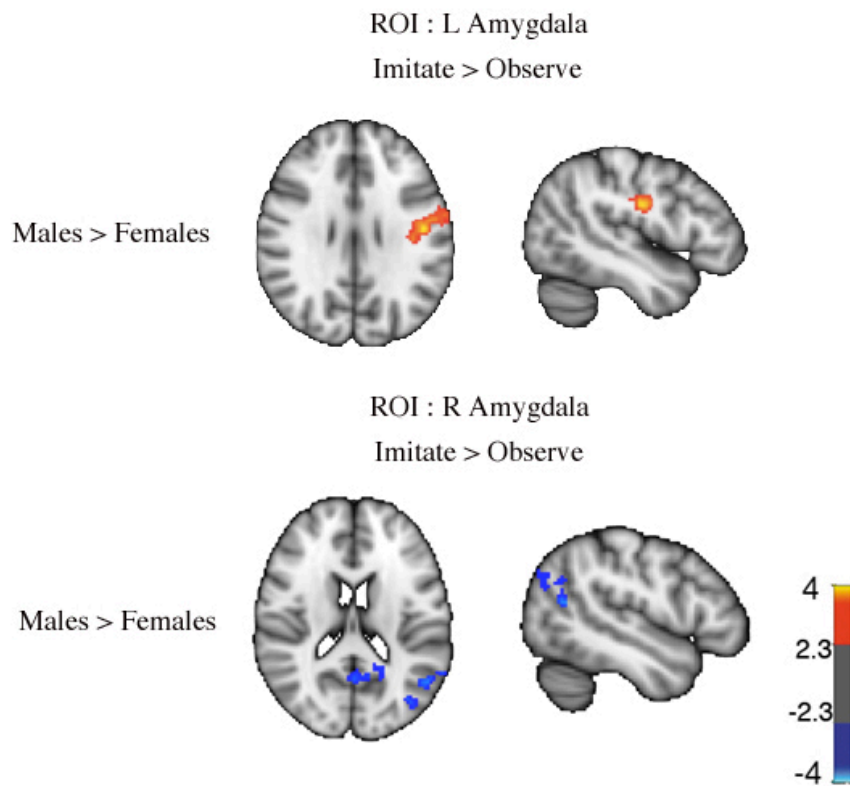 ROI : L Amygdala
Imitate > Observe
Males > Females
ROI : R Amygdala
Imitate > Observe
Males > Females
4
2.3
-2.3
-4